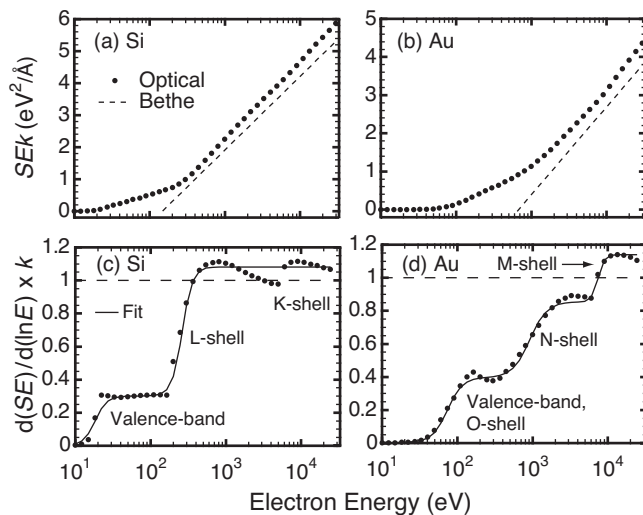 (a) Si
Optical
Bethe
SEk (eV²/Å)
6
5
4
3
2
1
0
(b) Au
4
3
2
1
0
(c) Si
Fit
L-shell
K-shell
Valence-band
d(SE)/d(lnE) x k
1.2
1
0.8
0.6
0.4
0.2
0.0
10¹ 10² 10³ 10⁴
(d) Au
M-shell
N-shell
Valence-band,
O-shell
1.2
1
0.8
0.6
0.4
0.2
0.0
10¹ 10² 10³ 10⁴
Electron Energy (eV)